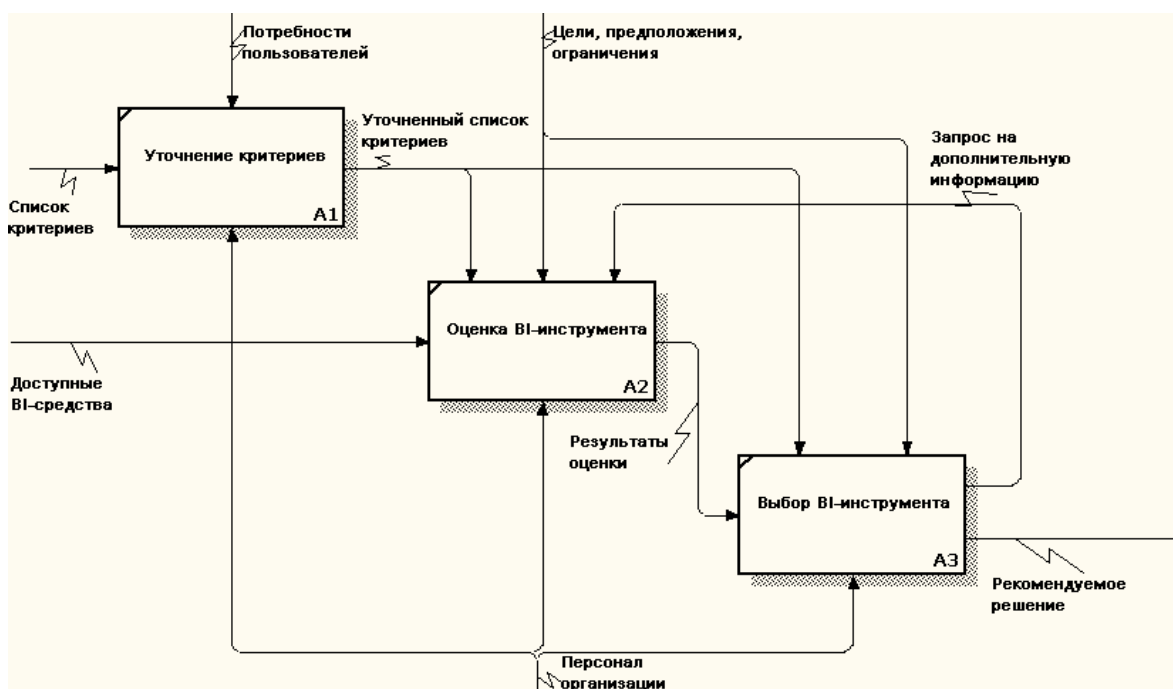 Потребности
пользователей
Цели, предположения,
ограничения
Уточнение критериев
A1
Уточненный список
критериев
Запрос на
дополнительную
информацию
Список
критериев
Оценка BI-инструмента
A2
Доступные
BI-средства
Результаты
оценки
Выбор BI-инструмента
A3
Рекомендуемое
решение
Персонал
организации